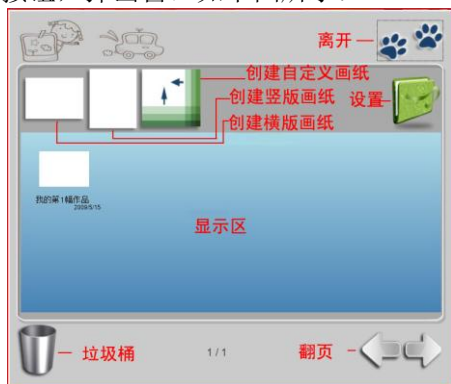 离开
创建自定义画纸
创建竖版画纸
设置
创建横版画纸
我的第1幅作品
2009/5/15
显示区
垃圾桶
1/1
翻页